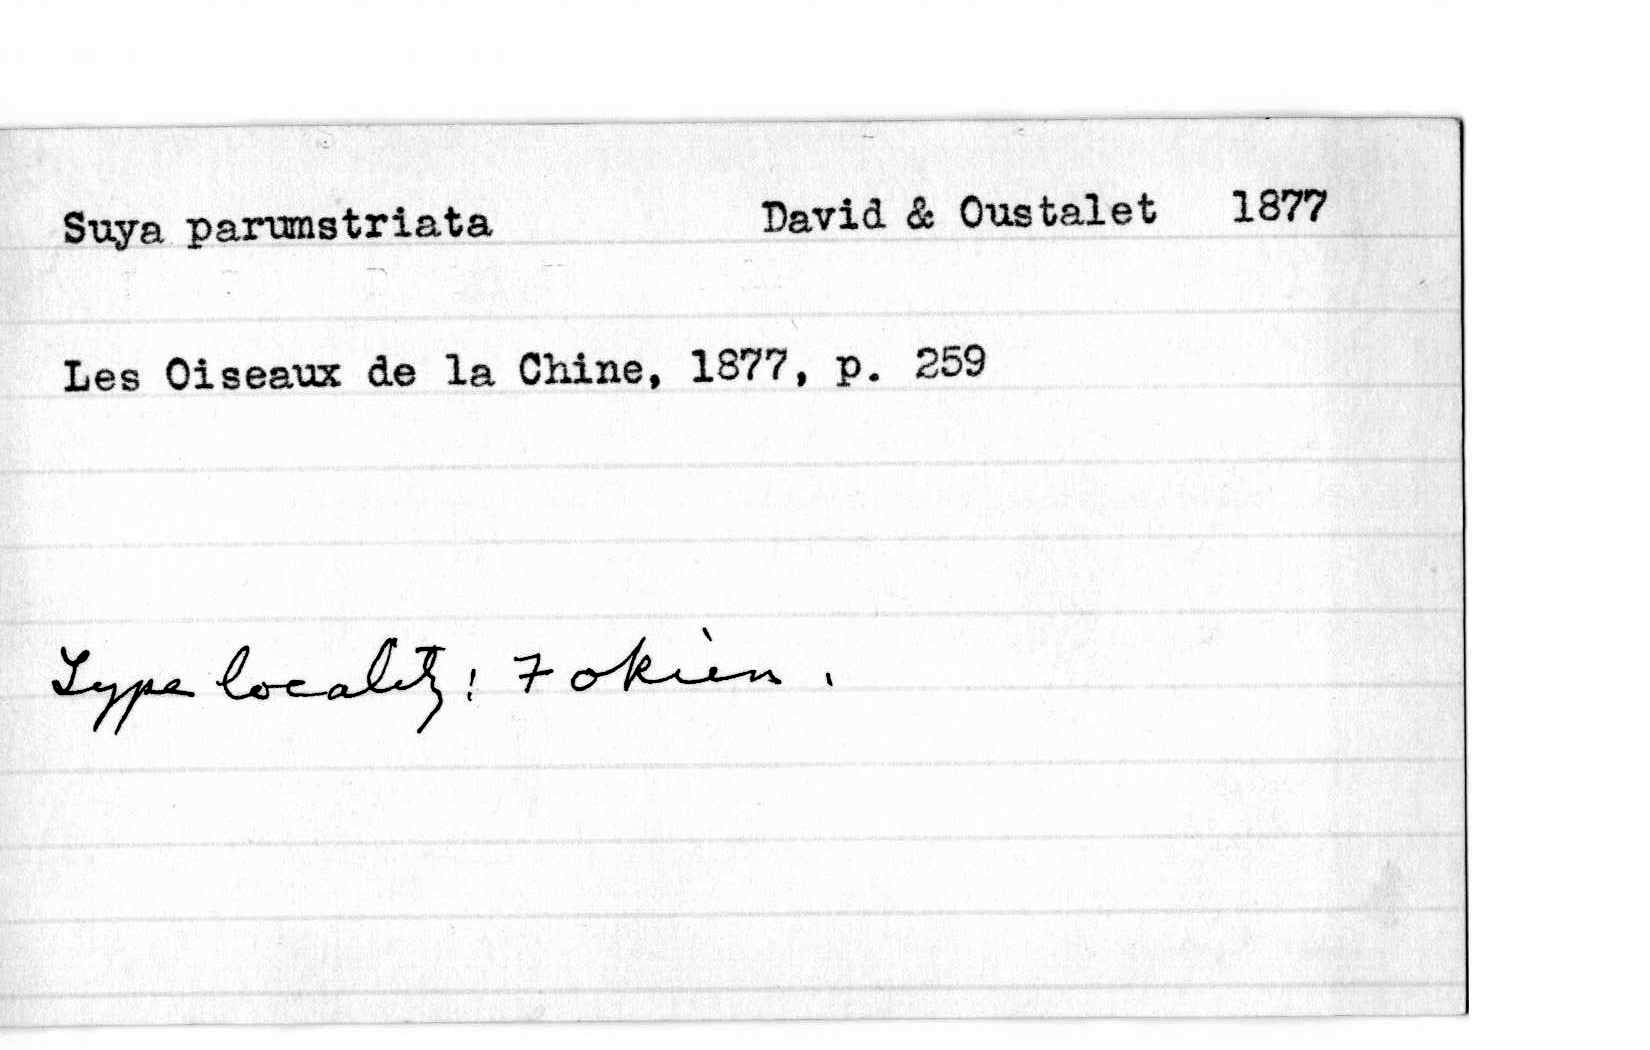 Suya parumstriata David & Oustalet 1877
Les Oiseaux de la Chine, 1877, p. 259
Type locality: Fokien.